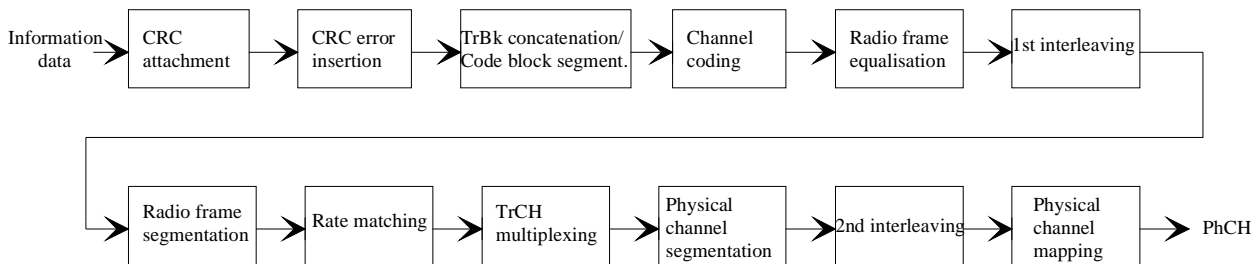 Information
data
CRC
attachment
CRC error
insertion
TrBk concatenation/
Code block segment.
Channel
coding
Radio frame
equalisation
1st interleaving
Radio frame
segmentation
Rate matching
TrCH
multiplexing
Physical
channel
segmentation
2nd interleaving
Physical
channel
mapping
PhCH